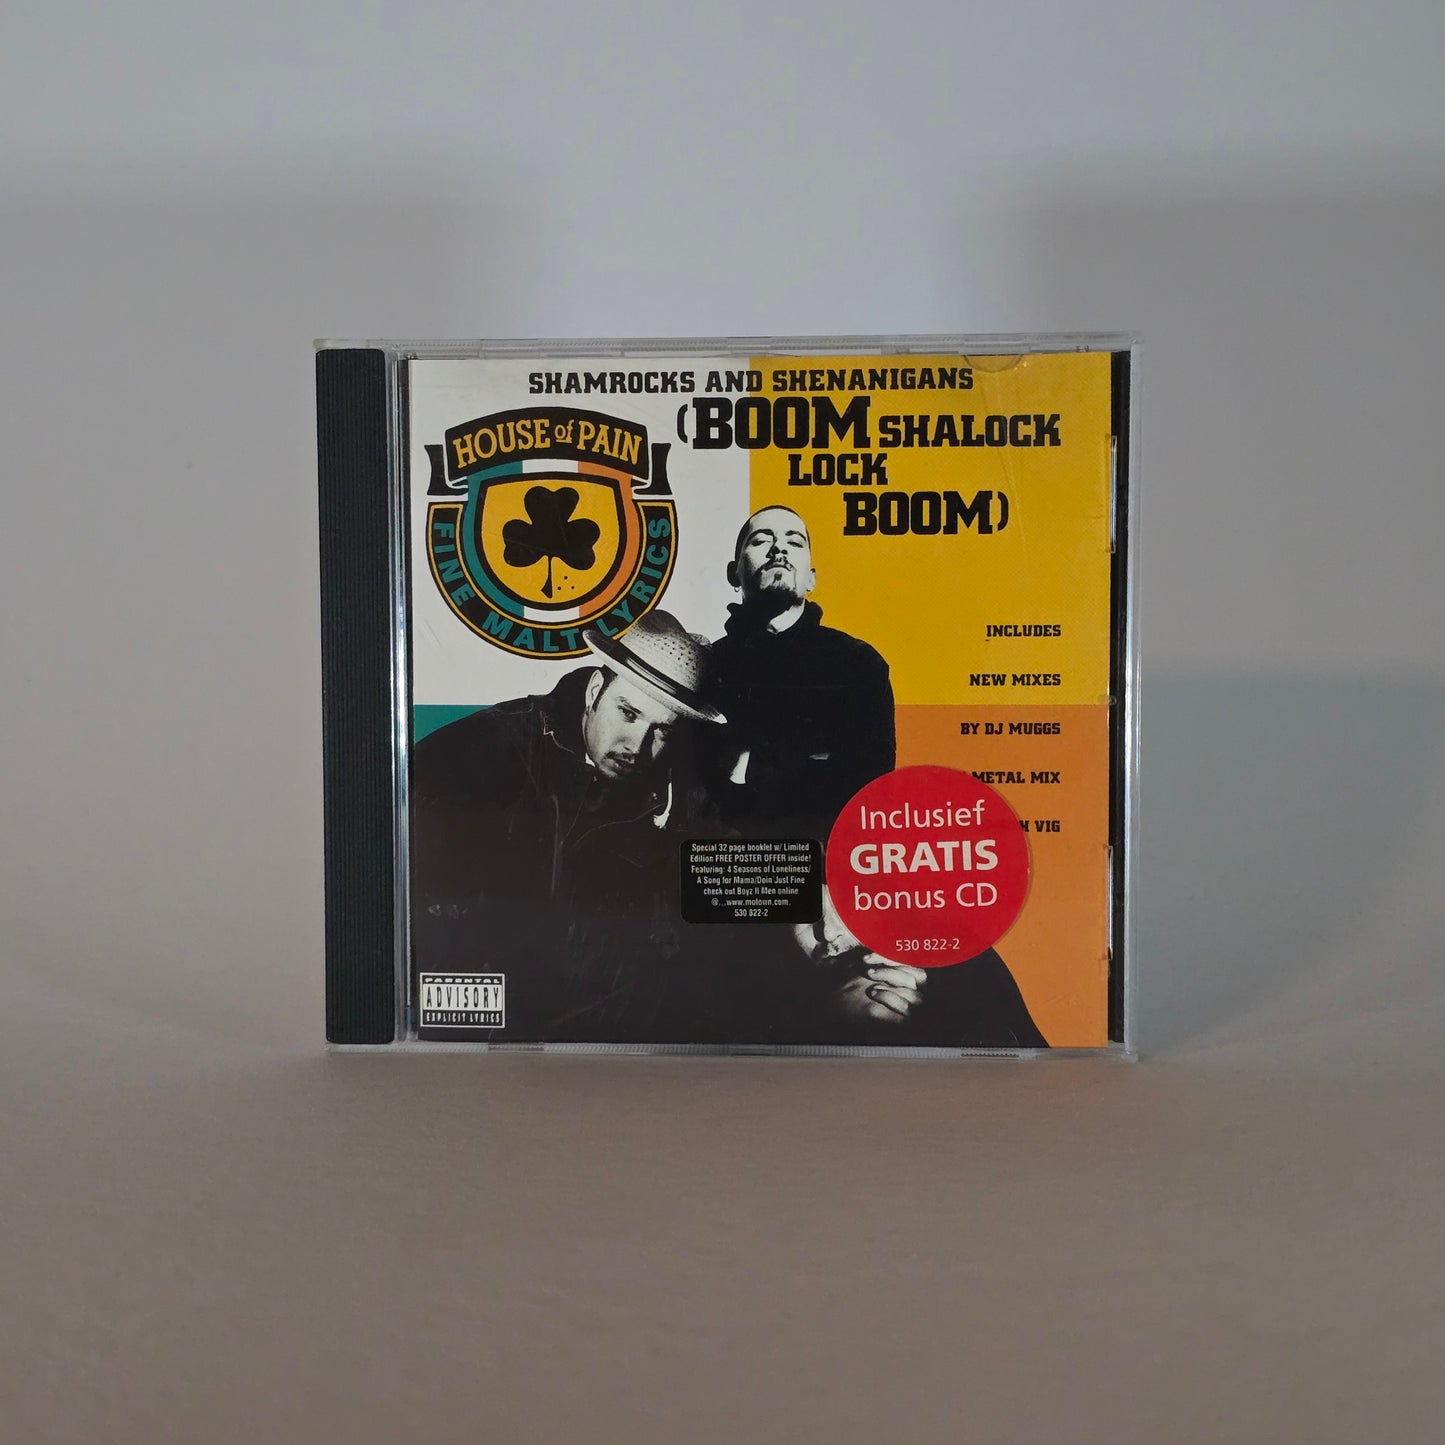 SHAMROCKS AND SHENANIGANS
(BOOM SHALOCK
LOCK
BOOM)
HOUSE of PAIN
FINE MALT LYRICS
INCLUDES
NEW MIXES
BY DJ MUGGS
METAL MIX
VIG
Inclusief
GRATIS
bonus CD
530 822-2
Special 32 page booklet w/ Limited
Edition FREE POSTER OFFER inside!
Featuring: 4 Seasons of Loneliness/
A Song for Mama/Doin Just Fine
check out Boyz II Men online
@...www.motown.com.
530 822-2
PARENTAL
ADVISORY
EXPLICIT LYRICS